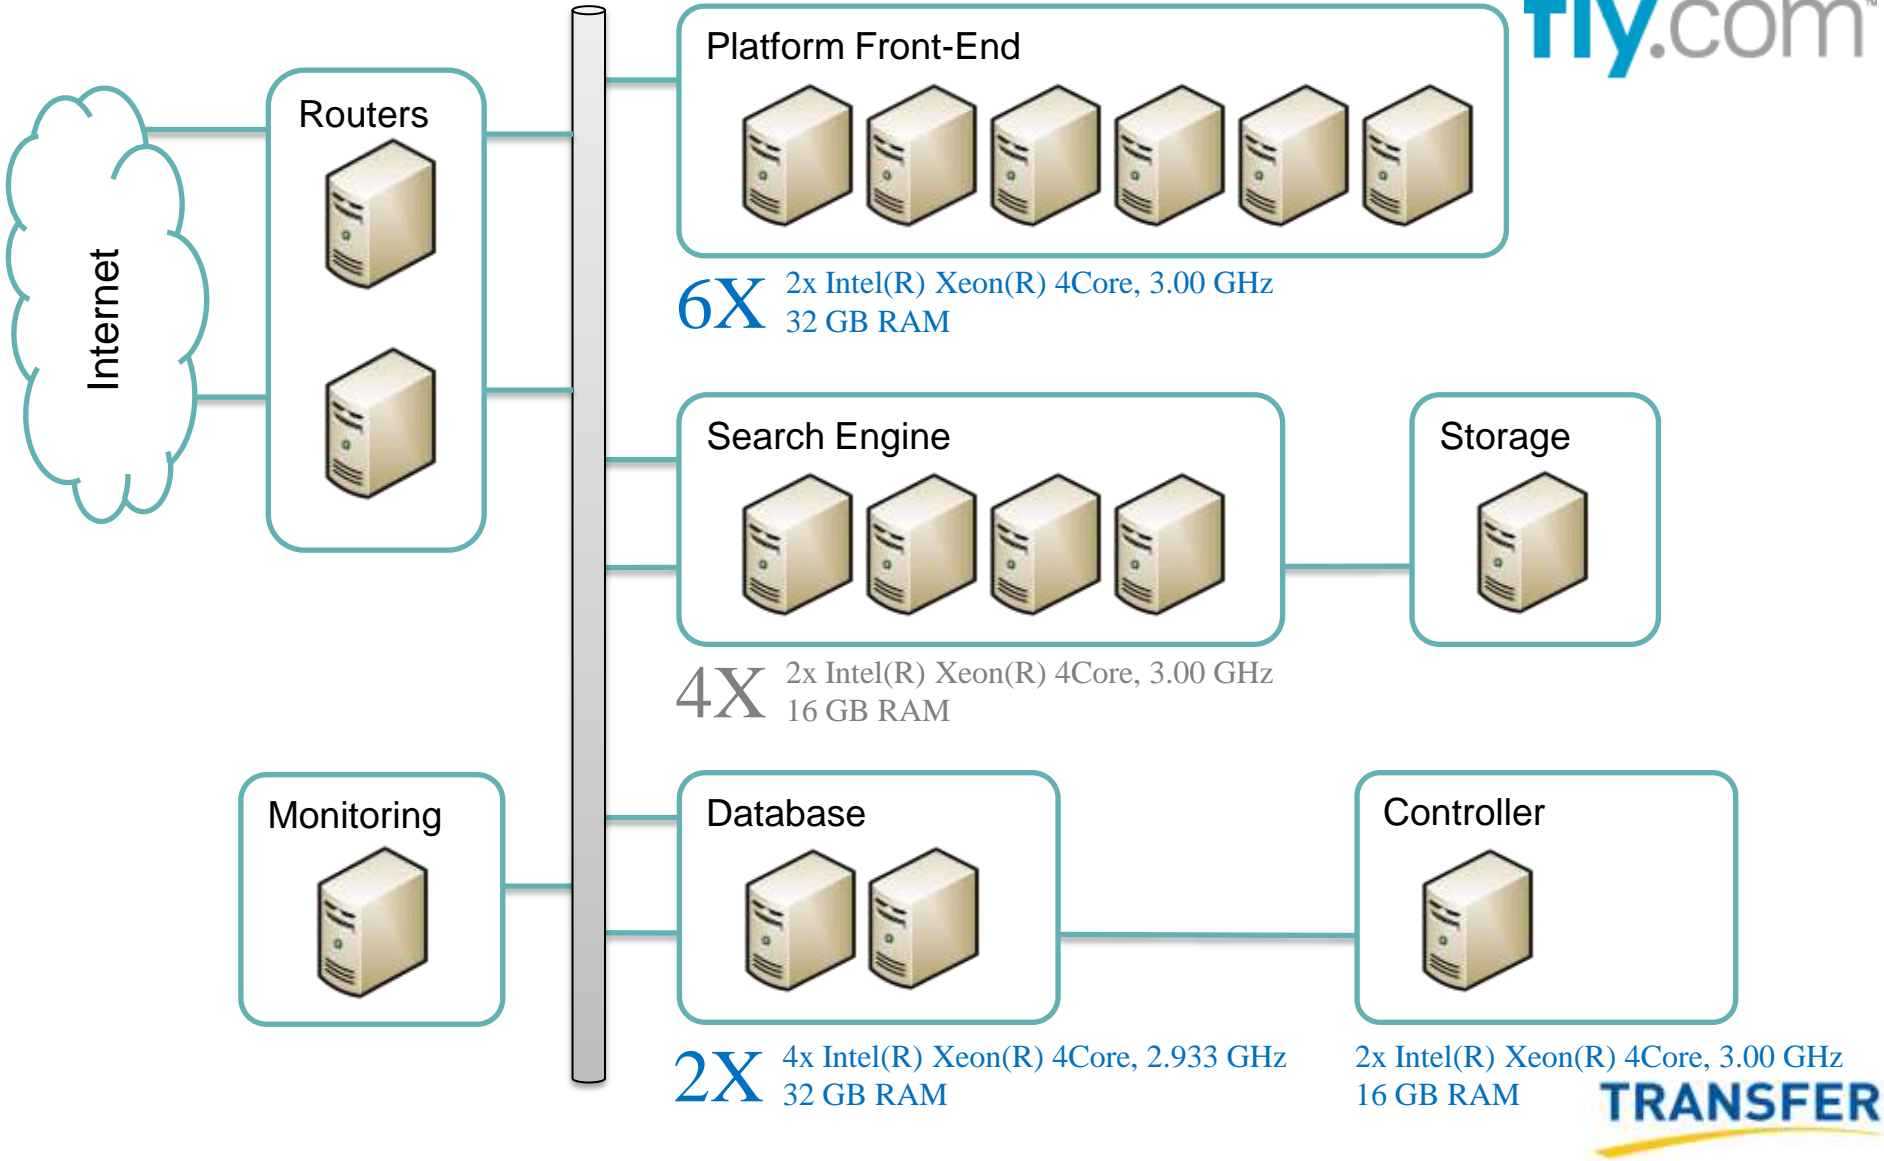 fly.com™
Platform Front-End
Routers
Internet
6X
2x Intel(R) Xeon(R) 4Core, 3.00 GHz
32 GB RAM
Search Engine
Storage
4X
2x Intel(R) Xeon(R) 4Core, 3.00 GHz
16 GB RAM
Monitoring
Database
Controller
2X
4x Intel(R) Xeon(R) 4Core, 2.933 GHz
32 GB RAM
2x Intel(R) Xeon(R) 4Core, 3.00 GHz
16 GB RAM
TRANSFER